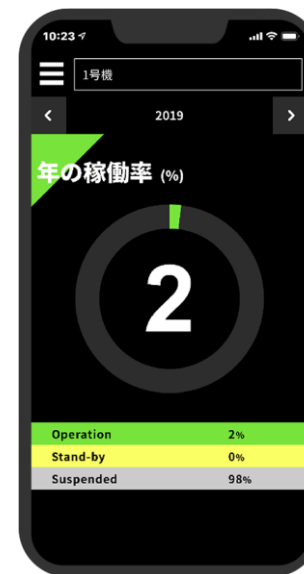 10:23
1号機
2019
年の稼働率 (%)
2
Operation 2%
Stand-by 0%
Suspended 98%